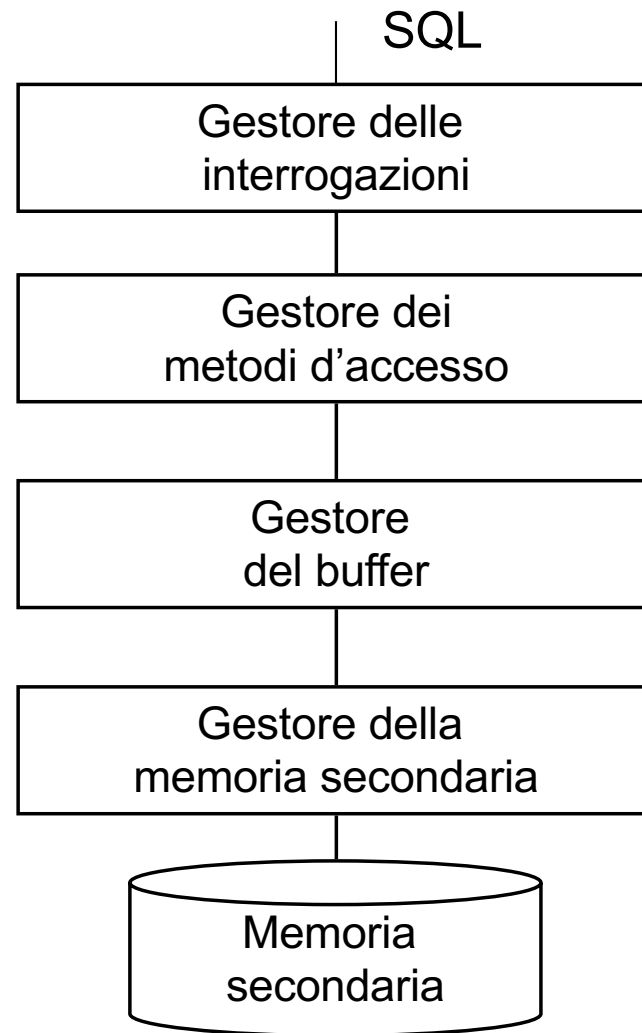 SQL
Gestore delle
interrogazioni
Gestore dei
metodi d’accesso
Gestore
del buffer
Gestore della
memoria secondaria
Memoria
secondaria